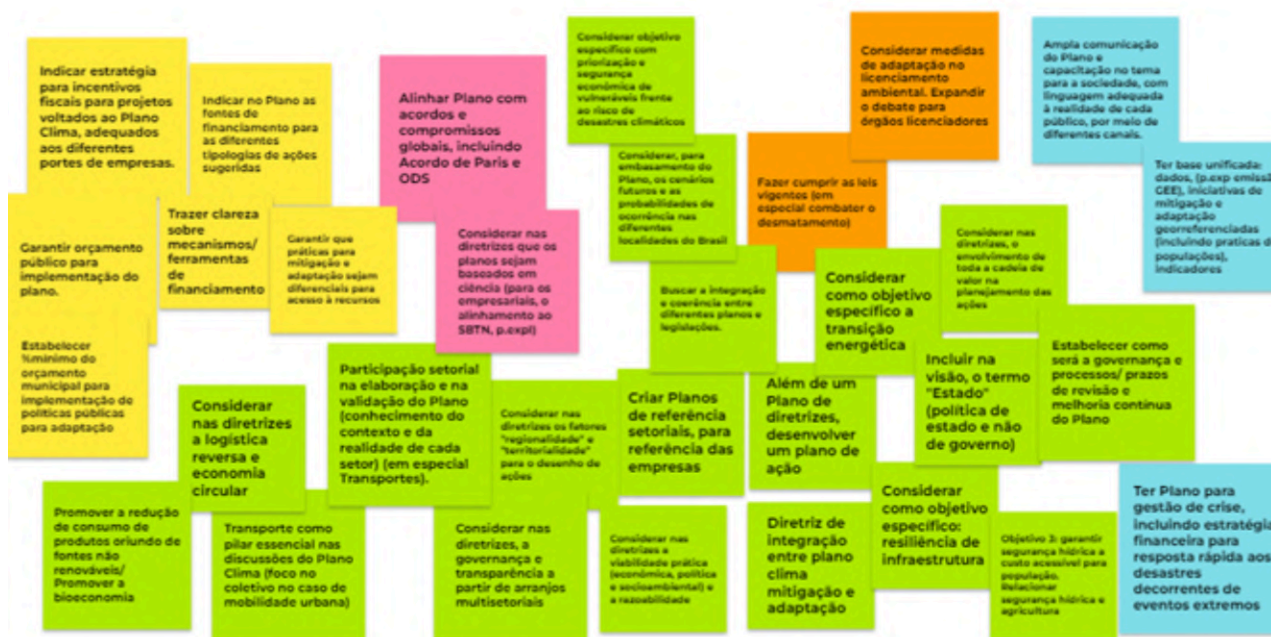 Indicar estratégia
para incentivos
fiscais para projetos
voltados ao Plano
Clima, adequados
aos diferentes
portes de empresas.
Indicar no Plano as
fontes de
financiamento para
as diferentes
tipologias de ações
sugeridas
Alinhar Plano com
acordos e
compromissos
globais, incluindo
Acordo de Paris e
ODS
Considerar objetivo
específico com
priorização e
segurança
econômica de
vulneráveis frente
ao risco de
desastres climáticos
Considerar medidas
de adaptação no
licenciamento
ambiental. Expandir
o debate para
órgãos licenciadores
Ampla comunicação
do Plano e
capacitação no tema
para a sociedade, com
linguagem adequada
à realidade de cada
público, por meio de
diferentes canais.
Considerar, para
embasamento do
Plano, os cenários
futuros e as
probabilidades de
ocorrência nas
diferentes
localidades do Brasil
Fazer cumprir as leis
vigentes (em
especial combater o
desmatamento)
Ter base unificada:
dados, (p.exp emissã
GEE), iniciativas de
mitigação e
adaptação
georreferenciadas
(incluindo praticas d
populações),
indicadores
Garantir orçamento
público para
implementação do
plano.
Trazer clareza
sobre
mecanismos/
ferramentas
de
financiamento
Garantir que
práticas para
mitigação e
adaptação sejam
diferenciais para
acesso à recursos
Considerar nas
diretrizes que os
planos sejam
baseados em
ciência (para os
empresariais, o
alinhamento ao
SBTN, p.expl)
Buscar a integração
e coerência entre
diferentes planos e
legislações.
Considerar
como objetivo
específico a
transição
energética
Considerar nas
diretrizes, o
envolvimento de
toda a cadeia de
valor na
planejamento das
ações
Estabelecer
%mínimo do
orçamento
municipal para
implementação de
políticas públicas
para adaptação
Considerar
nas diretrizes
a logística
reversa e
economia
circular
Participação setorial
na elaboração e na
validação do Plano
(conhecimento do
contexto e da
realidade de cada
setor) (em especial
Transportes).
Considerar nas
diretrizes os fatores
"regionalidade" e
"territorialidade"
para o desenho de
ações
Criar Planos
de referência
setoriais, para
referência das
empresas
Além de um
Plano de
diretrizes,
desenvolver
um plano de
ação
Incluir na
visão, o termo
"Estado"
(política de
estado e não
de governo)
Estabelecer como
será a governança e
processos/ prazos
de revisão e
melhoria contínua
do Plano
Promover a redução
de consumo de
produtos oriundo de
fontes não
renováveis/
Promover a
bioeconomia
Transporte como
pilar essencial nas
discussões do Plano
Clima (foco no
coletivo no caso de
mobilidade urbana)
Considerar nas
diretrizes, a
governança e
transparência a
partir de arranjos
multisetoriais
Considerar nas
diretrizes a
viabilidade prática
(econômica, política
e socioambiental) e
a razoabilidade
Diretriz de
integração
entre plano
clima
mitigação e
adaptação
Considerar
como objetivo
específico:
resiliência de
infraestrutura
Objetivo 3: garantir
segurança hídrica a
custo acessível para
população.
Relacionar
segurança hídrica e
agricultura
Ter Plano para
gestão de crise,
incluindo estratégia
financeira para
resposta rápida aos
desastres
decorrentes de
eventos extremos